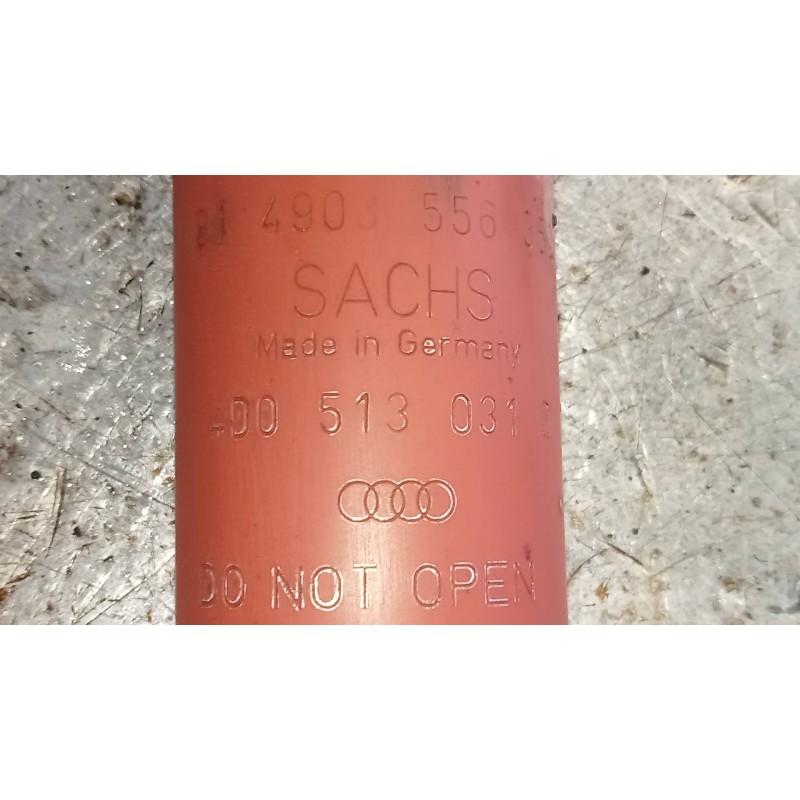 4903 556
SACHS
Made in Germany
4D0 513 031
DO NOT OPEN